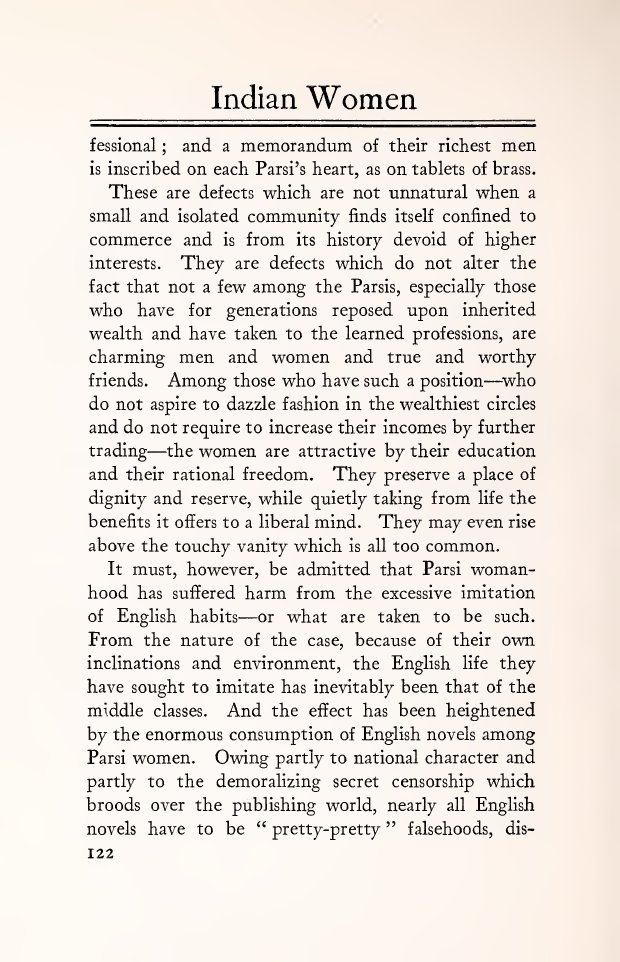 Indian Women
fessional ; and a memorandum of their richest men
is inscribed on each Parsi's heart, as on tablets of brass.
These are defects which are not unnatural when a
small and isolated community finds itself confined to
commerce and is from its history devoid of higher
interests. They are defects which do not alter the
fact that not a few among the Parsis, especially those
who have for generations reposed upon inherited
wealth and have taken to the learned professions, are
charming men and women and true and worthy
friends. Among those who have such a position—who
do not aspire to dazzle fashion in the wealthiest circles
and do not require to increase their incomes by further
trading—the women are attractive by their education
and their rational freedom. They preserve a place of
dignity and reserve, while quietly taking from life the
benefits it offers to a liberal mind. They may even rise
above the touchy vanity which is all too common.
It must, however, be admitted that Parsi woman-
hood has suffered harm from the excessive imitation
of English habits—or what are taken to be such.
From the nature of the case, because of their own
inclinations and environment, the English life they
have sought to imitate has inevitably been that of the
middle classes. And the effect has been heightened
by the enormous consumption of English novels among
Parsi women. Owing partly to national character and
partly to the demoralizing secret censorship which
broods over the publishing world, nearly all English
novels have to be " pretty-pretty " falsehoods, dis-
122